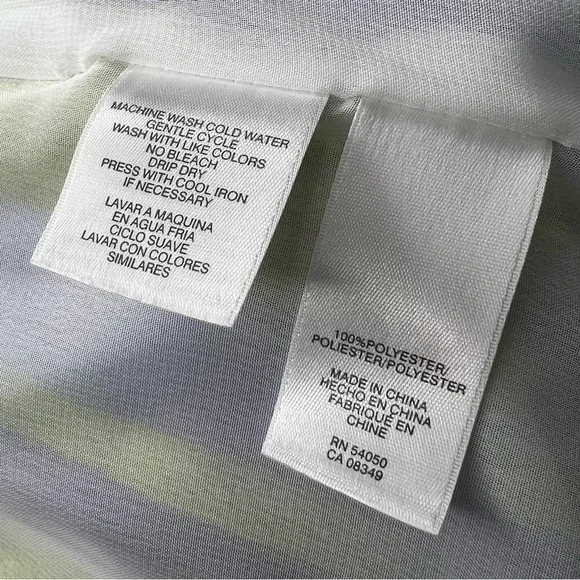 MACHINE WASH COLD WATER
GENTLE CYCLE
WASH WITH LIKE COLORS
NO BLEACH
DRIP DRY
PRESS WITH COOL IRON
IF NECESSARY
LAVAR A MAQUINA
EN AGUA FRIA
CICLO SUAVE
LAVAR CON COLORES
SIMILARES
100%POLYESTER/
POLIESTER/POLYESTER
MADE IN CHINA
HECHO EN CHINA
FABRIQUÉ EN
CHINE
RN 54050
CA 08349